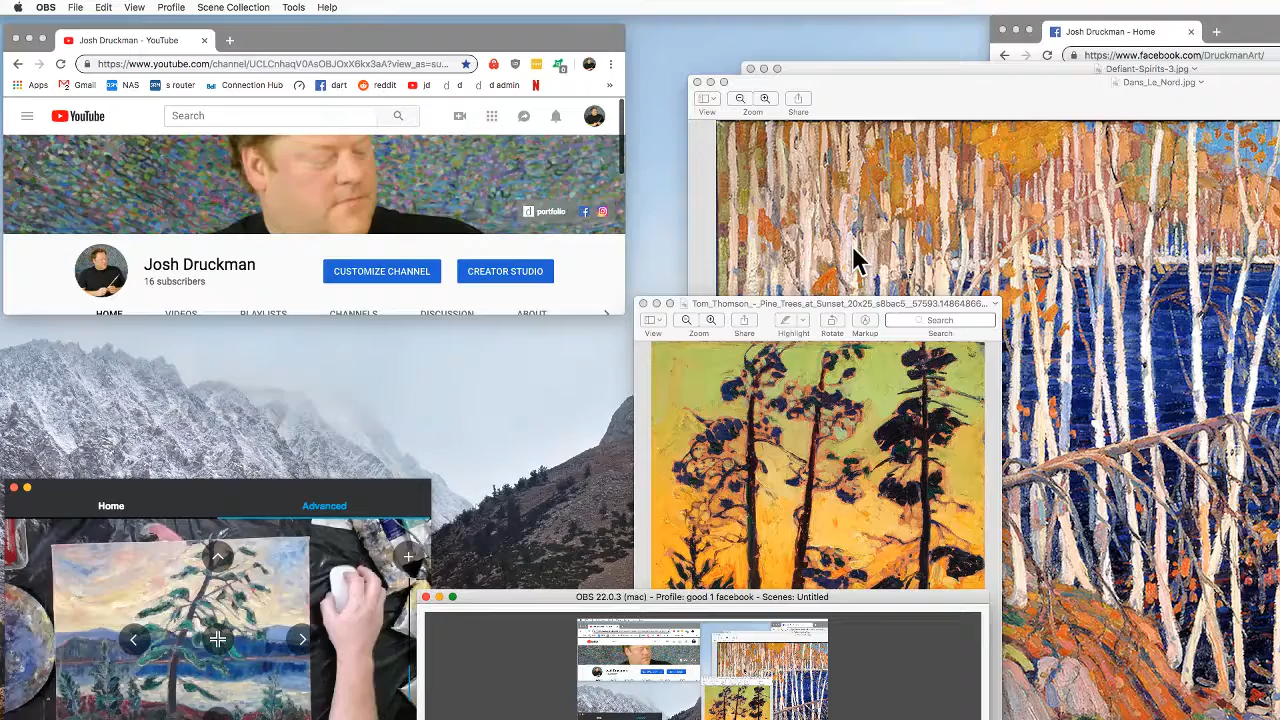 OBS File Edit View Profile Scene Collection Tools Help
Josh Druckman - YouTube
https://www.youtube.com/channel/UCLCnhaqV0AsO9JOxX6kx8aA?view_as=su...
Apps Gmail NAS s router Connection Hub dart reddit jd d d admin »
YouTube
Search
portfolio
Josh Druckman
16 subscribers
CUSTOMIZE CHANNEL
CREATOR STUDIO
HOME VIDEOS PLAYLISTS CHANNELS DISCUSSION ABOUT
Josh Druckman - Home
https://www.facebook.com/DruckmanArt/
Defiant-Spirits-3.jpg
Dans_Le_Nord.jpg
View Zoom Share
Tom_Thomson_-_Pine_Trees_at_Sunset_20x25_s8bac5__57593.14864866...
Search
View Zoom Share Highlight Rotate Markup Search
Home Advanced
OBS 22.0.3 (mac) - Profile: good 1 facebook - Scenes: Untitled